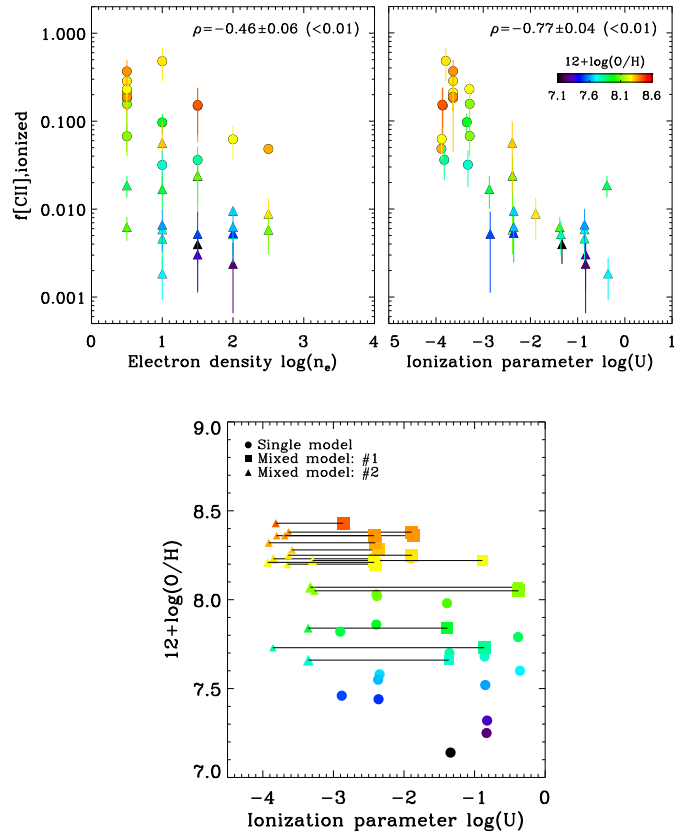 ρ=−0.46±0.06 (<0.01)
ρ=−0.77±0.04 (<0.01)
12+log(O/H)
7.1 7.6 8.1 8.6
f[CII],ionized
1.000
0.100
0.010
0.001
0 1 2 3 4
5 −4 −3 −2 −1 0 1
Electron density log(nₑ)
Ionization parameter log(U)
Single model
Mixed model: #1
Mixed model: #2
12+log(O/H)
9.0
8.5
8.0
7.5
7.0
−4 −3 −2 −1 0
Ionization parameter log(U)